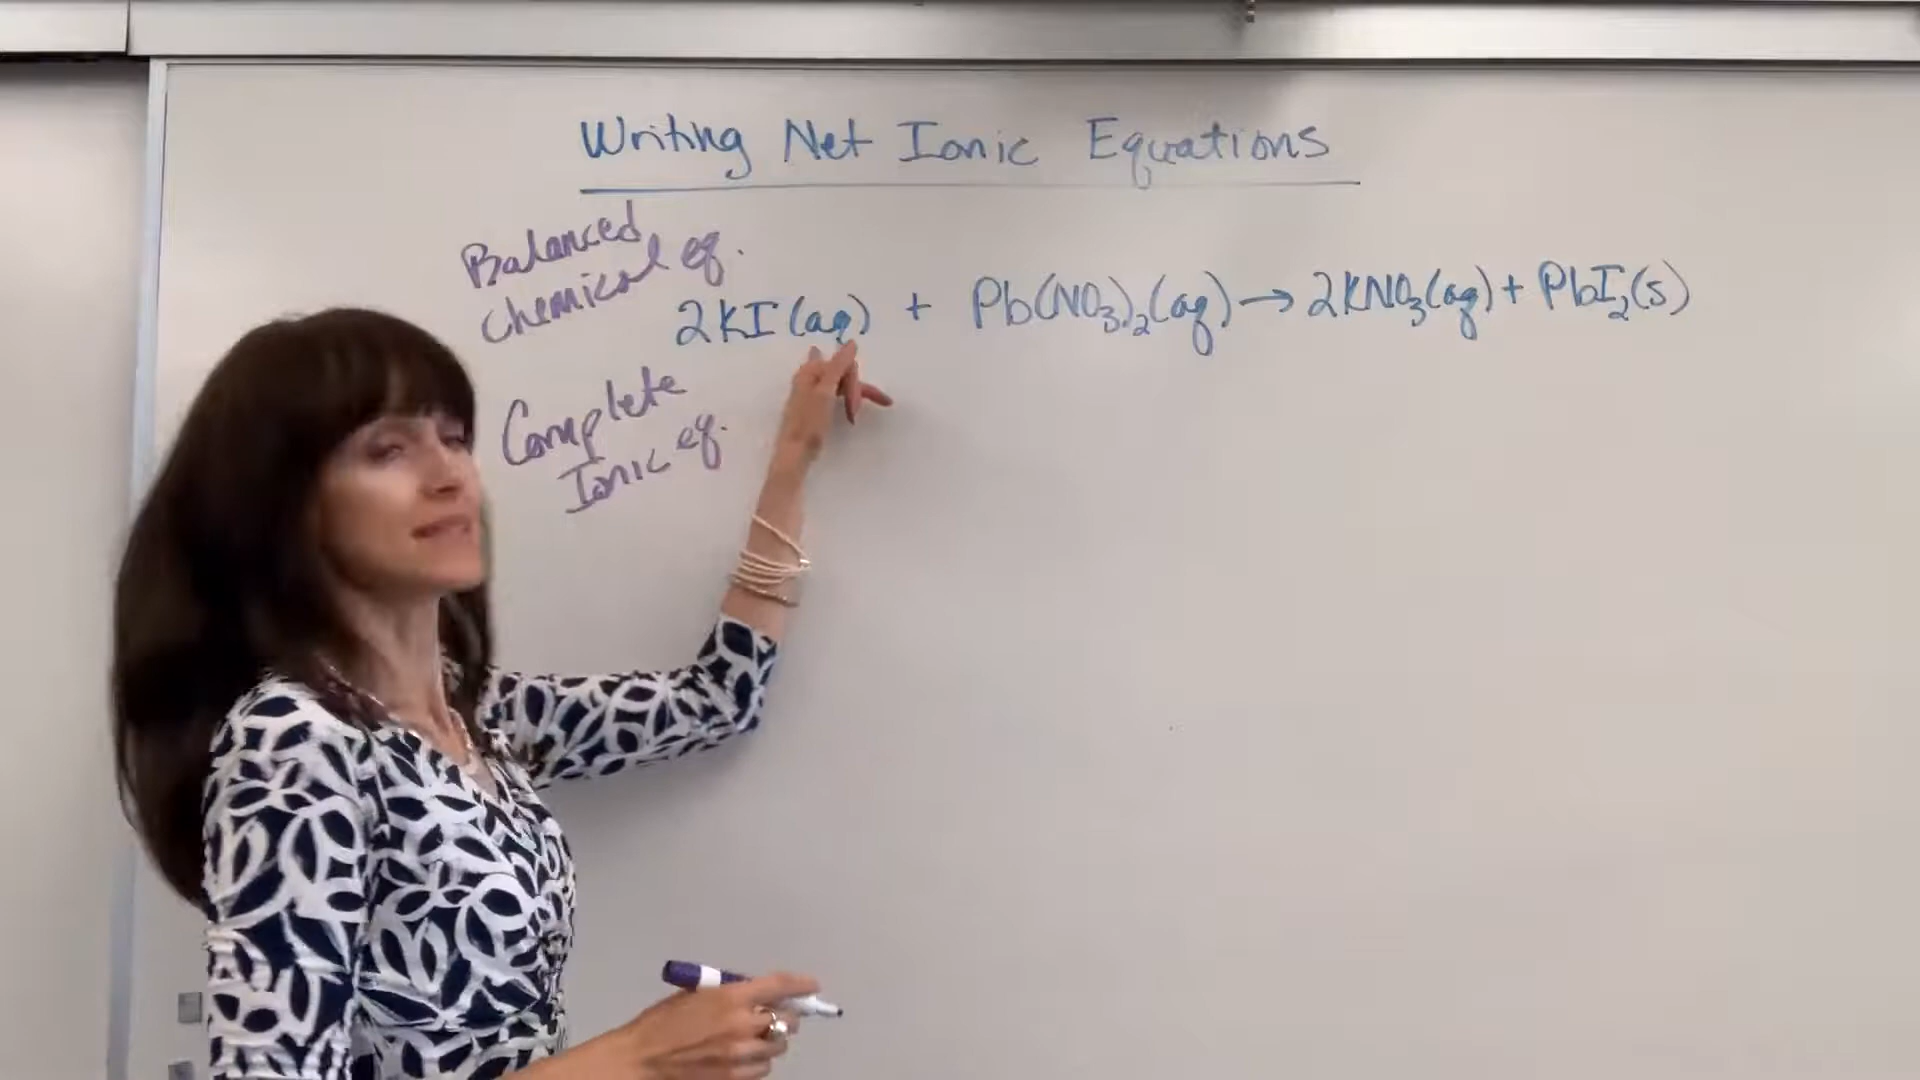 Writing Net Ionic Equations
Balanced
chemical eq.
2KI(aq) + Pb(NO₃)₂(aq) → 2KNO₃(aq) + PbI₂(s)
Complete
Ionic eq.